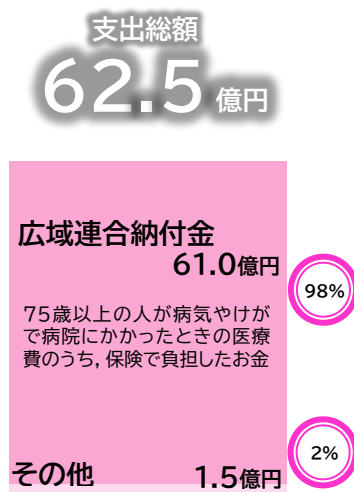 支出総額
62.5 億円
広域連合納付金
61.0億円
98%
75歳以上の人が病気やけが
で病院にかかったときの医療
費のうち，保険で負担したお金
2%
その他 1.5億円